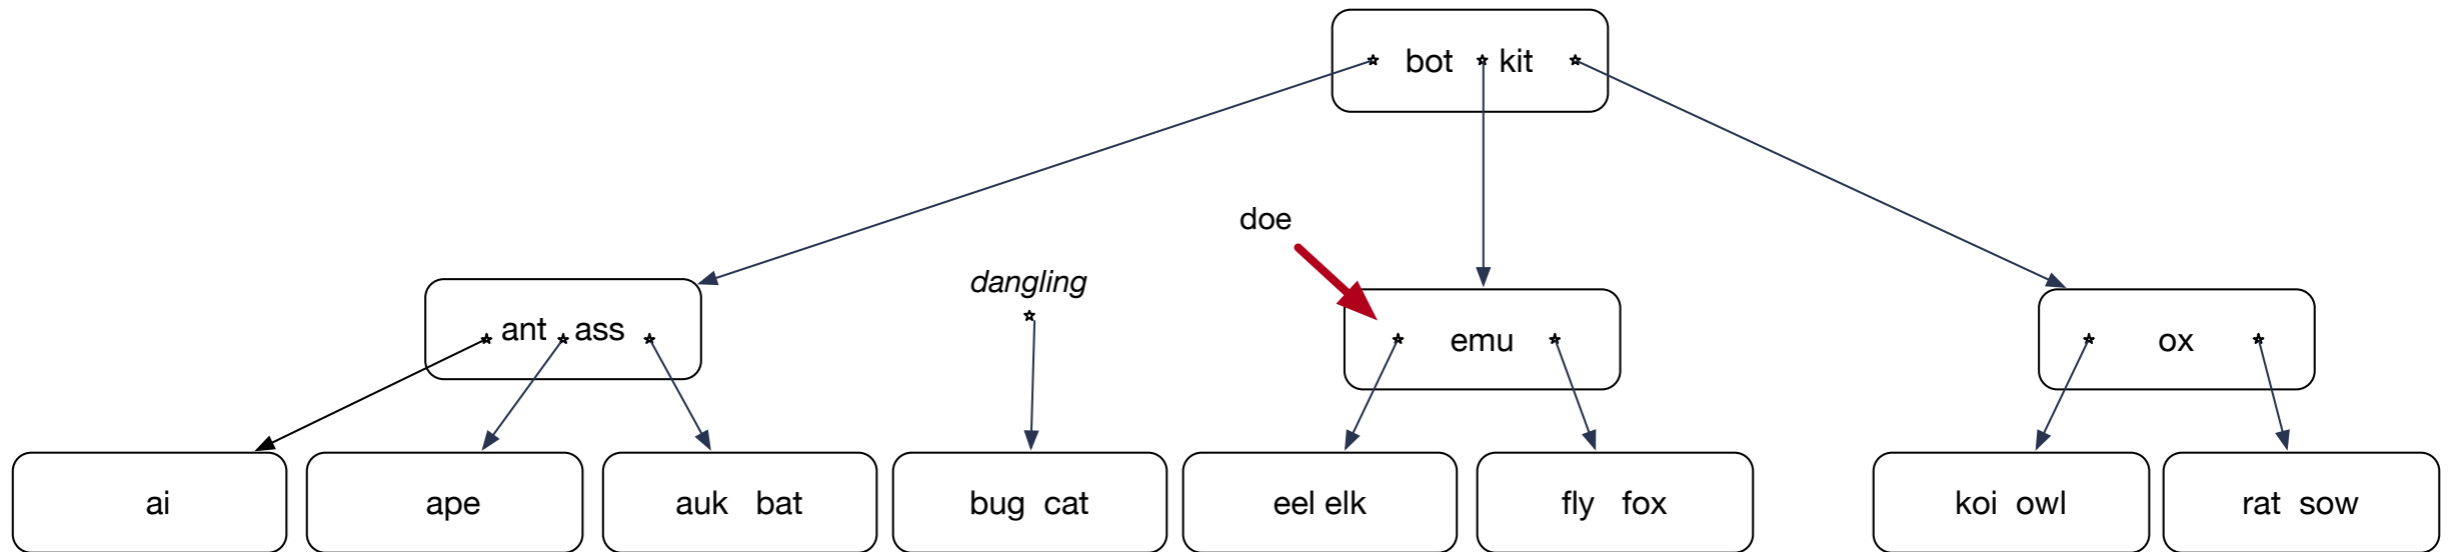 bot kit
doe
dangling
ant ass
emu
ox
ai
ape
auk bat
bug cat
eel elk
fly fox
koi owl
rat sow